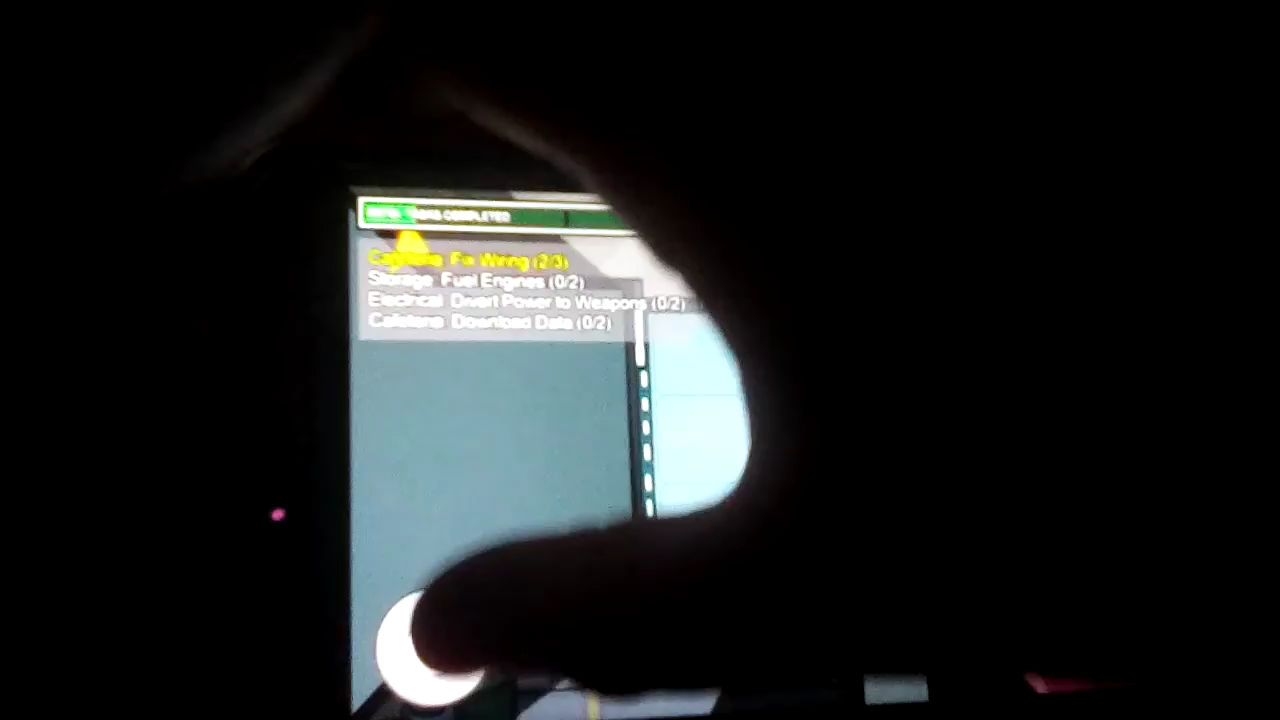 TASKS COMPLETED
Cafeteria: Fix Wiring (2/3)
Storage: Fuel Engines (0/2)
Electrical: Divert Power to Weapons (0/2)
Cafeteria: Download Data (0/2)